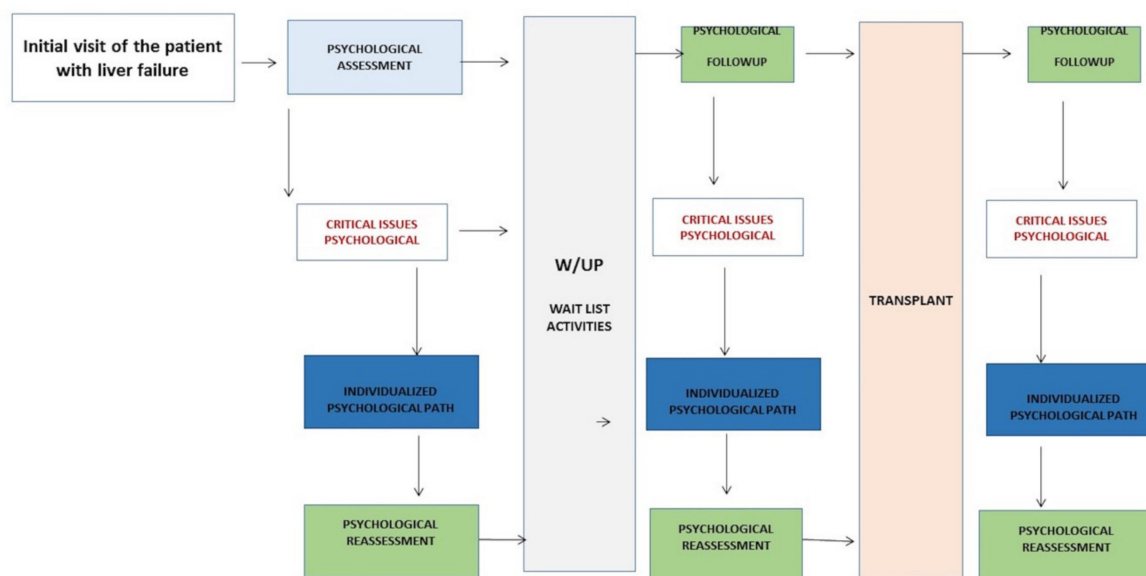 Initial visit of the patient
with liver failure
PSYCHOLOGICAL
ASSESSMENT
PSYCHOLOGICAL
FOLLOWUP
PSYCHOLOGICAL
FOLLOWUP
CRITICAL ISSUES
PSYCHOLOGICAL
W/UP
WAIT LIST
ACTIVITIES
CRITICAL ISSUES
PSYCHOLOGICAL
TRANSPLANT
CRITICAL ISSUES
PSYCHOLOGICAL
INDIVIDUALIZED
PSYCHOLOGICAL PATH
INDIVIDUALIZED
PSYCHOLOGICAL PATH
INDIVIDUALIZED
PSYCHOLOGICAL PATH
PSYCHOLOGICAL
REASSESSMENT
PSYCHOLOGICAL
REASSESSMENT
PSYCHOLOGICAL
REASSESSMENT